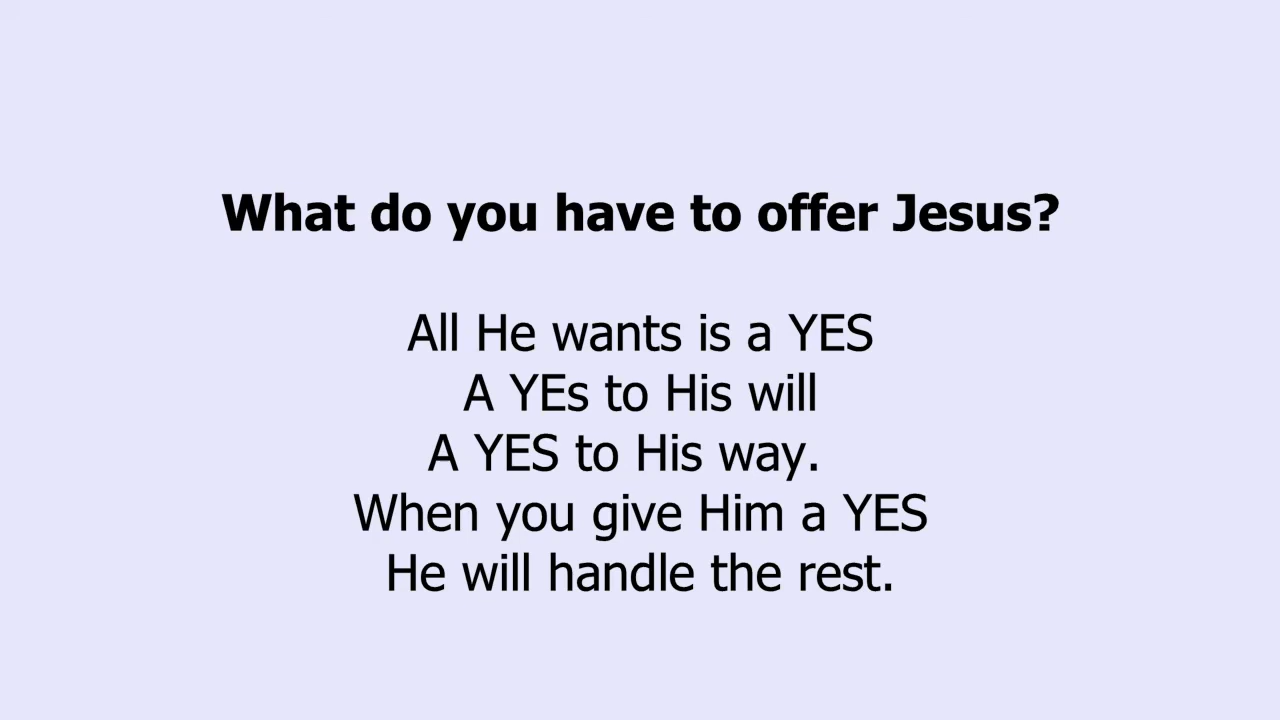 What do you have to offer Jesus?
All He wants is a YES
A YEs to His will
A YES to His way.
When you give Him a YES
He will handle the rest.